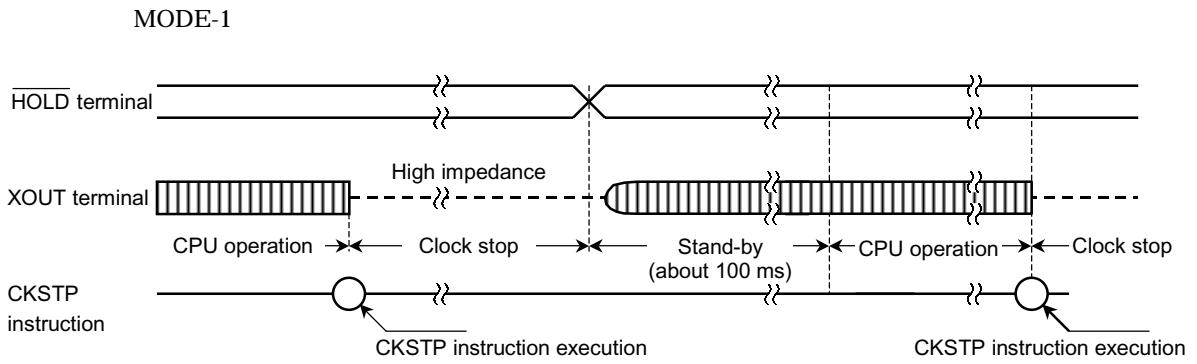 MODE-1
HOLD terminal
High impedance
XOUT terminal
CPU operation
Clock stop
Stand-by
(about 100 ms)
CPU operation
Clock stop
CKSTP
instruction
CKSTP instruction execution
CKSTP instruction execution